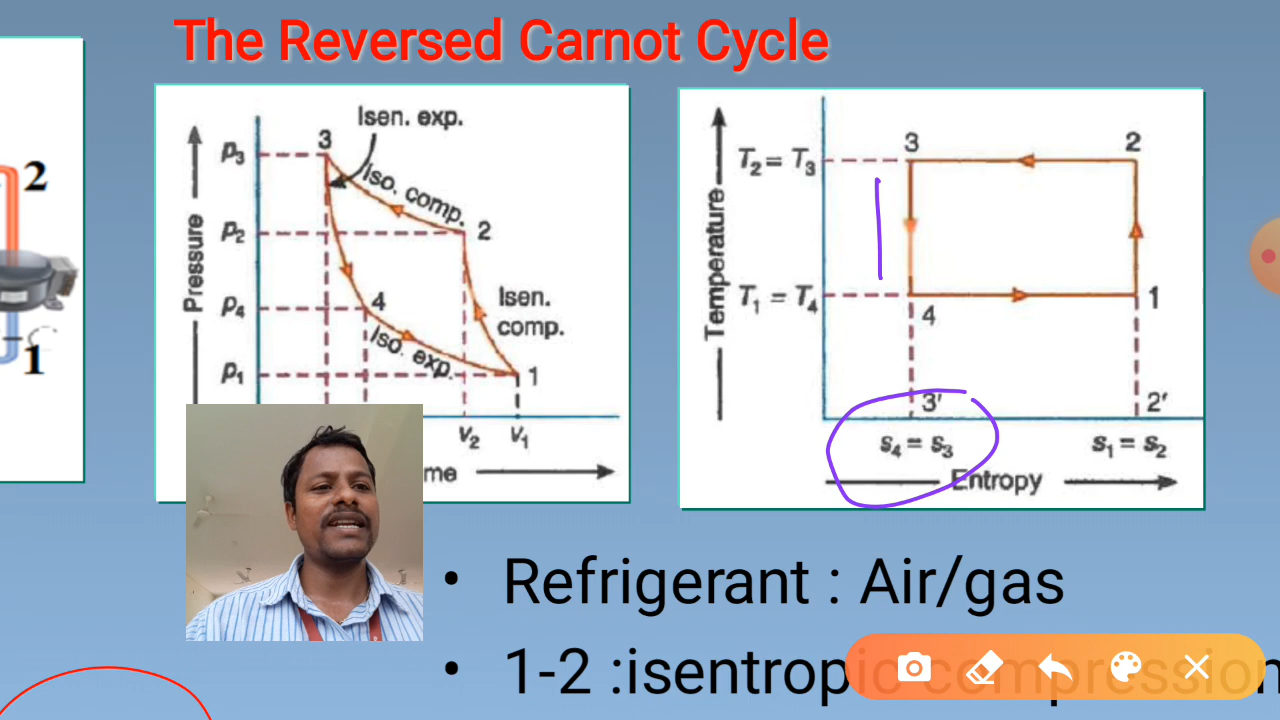 The Reversed Carnot Cycle
2
1
Pressure
p3
p2
p4
p1
3
Isen. exp.
Iso. comp.
2
4
Isen.
comp.
Iso. exp.
1
v2 v1
me
Temperature
T2 = T3
T1 = T4
3
2
4
1
3'
2'
s4 = s3
s1 = s2
Entropy
• Refrigerant : Air/gas
• 1-2 :isentropic compression